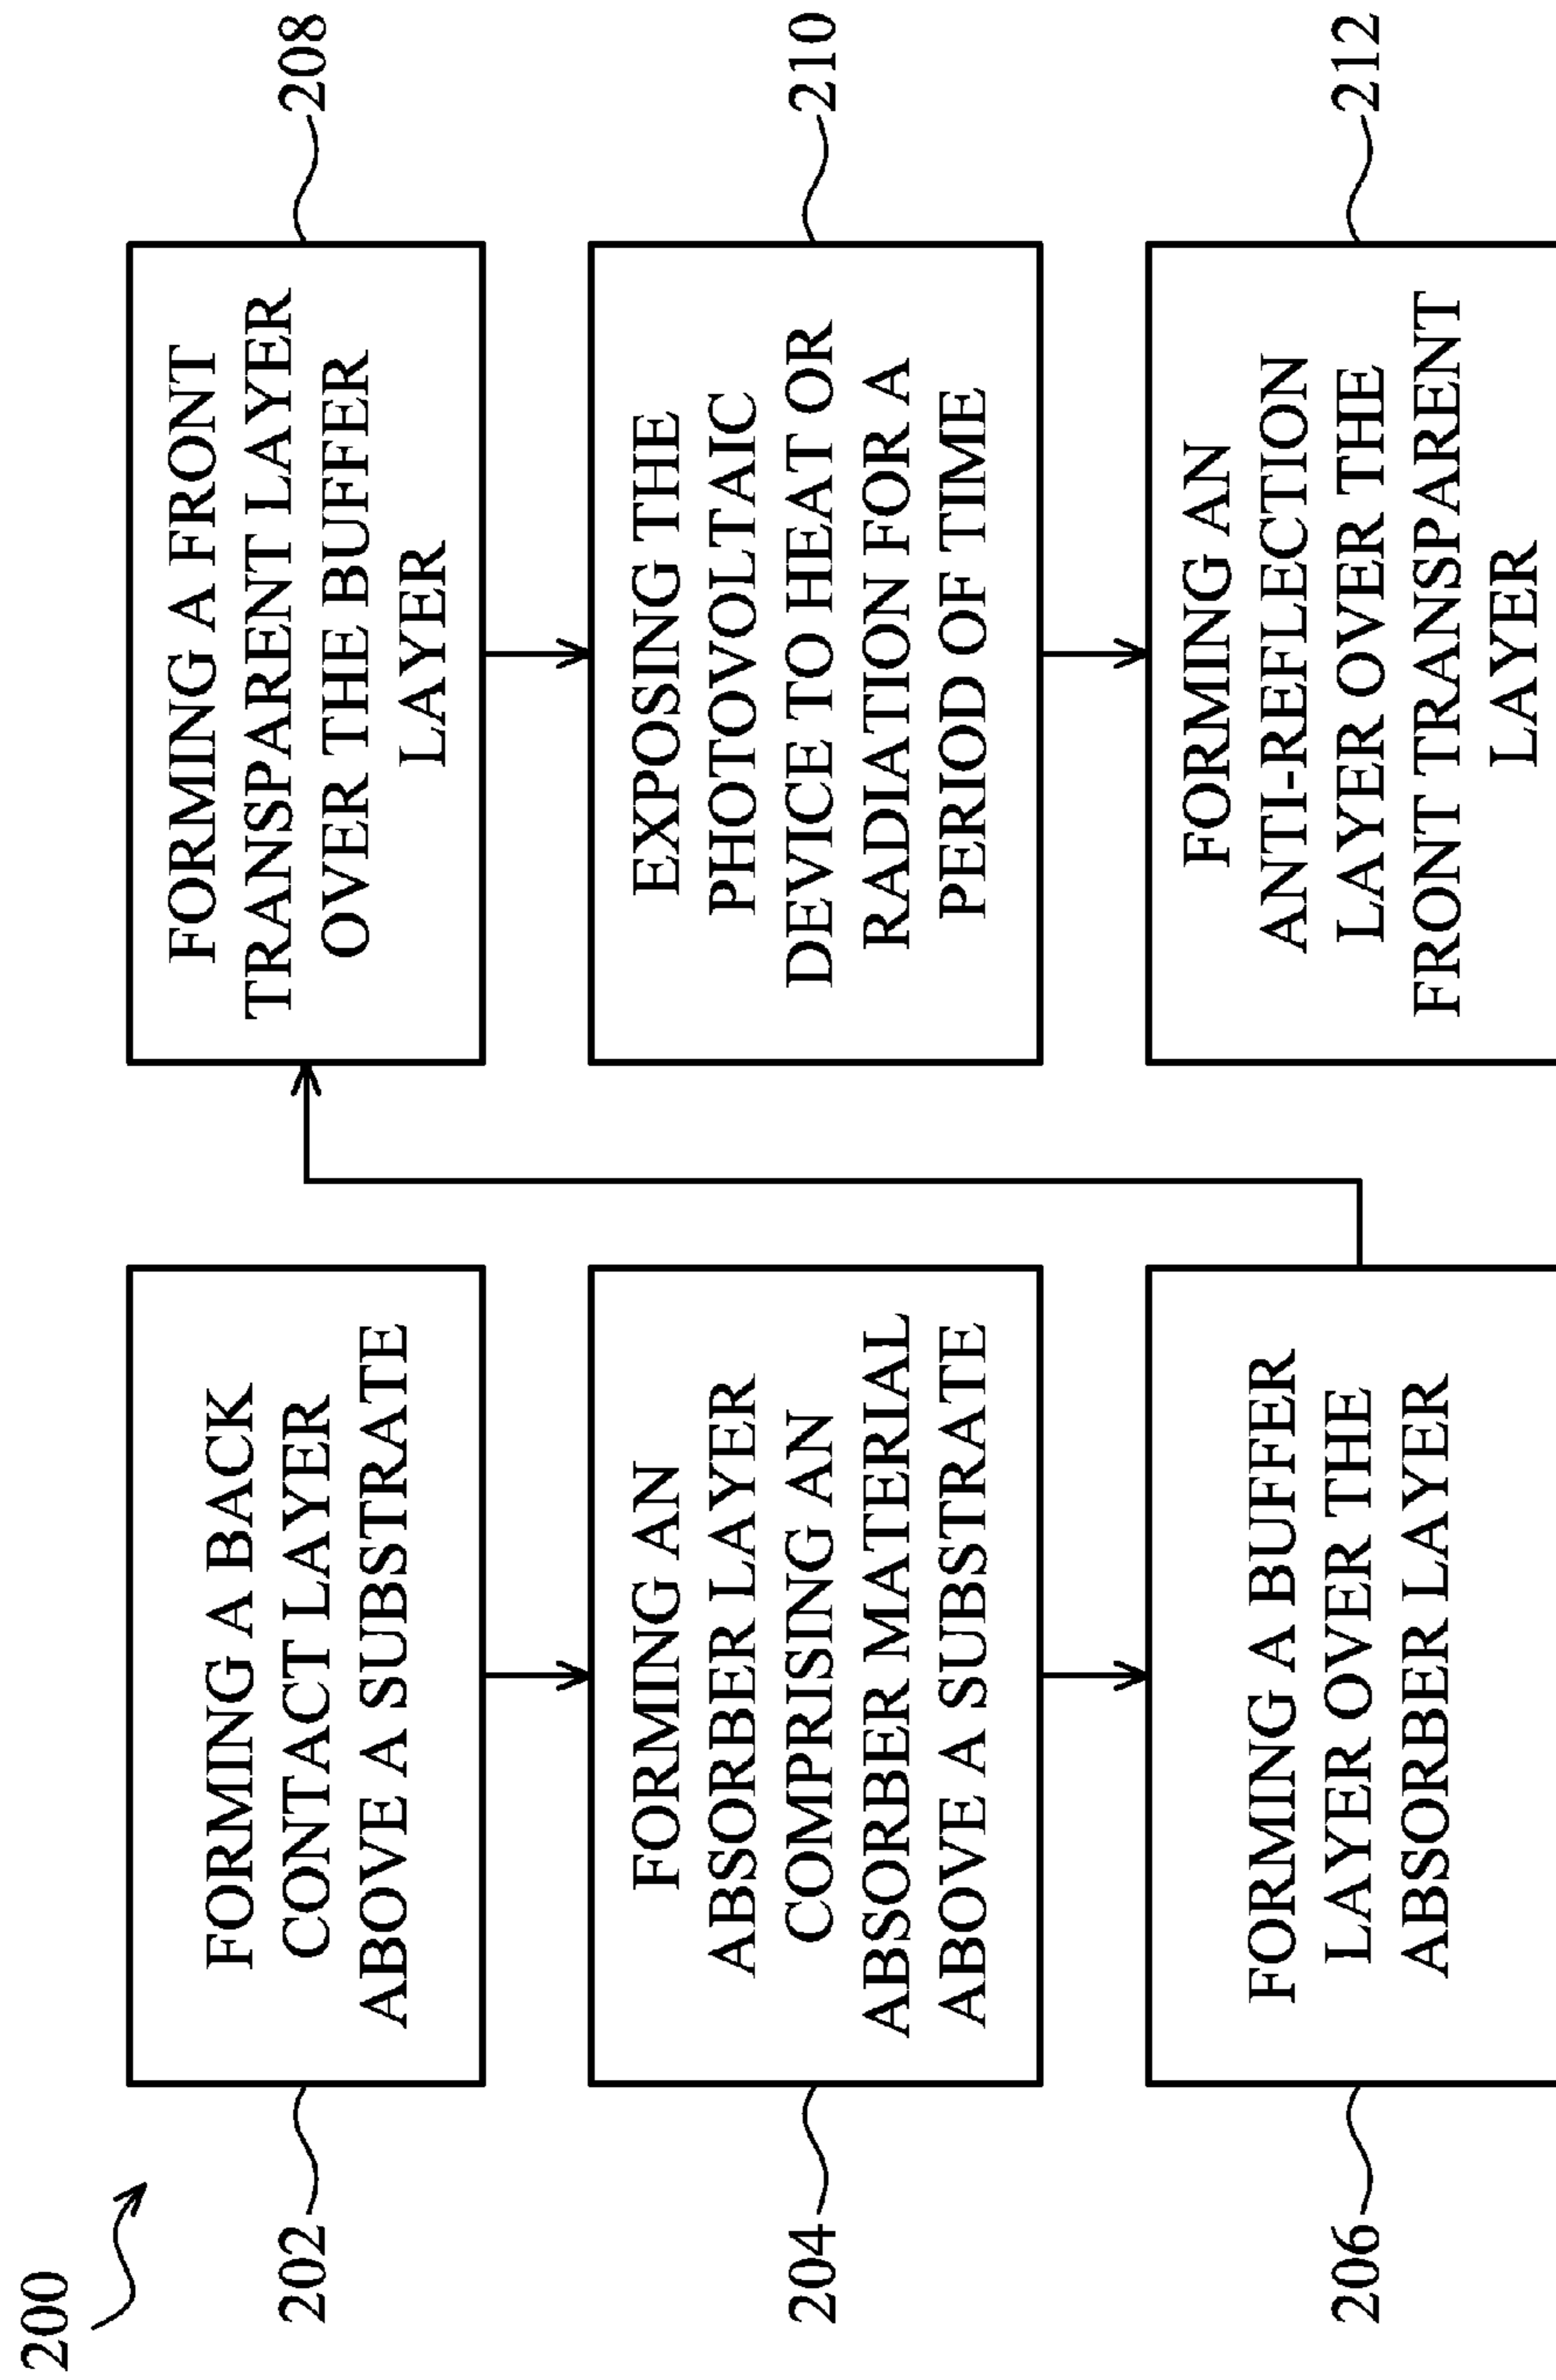 200
202
FORMING A BACK
CONTACT LAYER
ABOVE A SUBSTRATE
204
FORMING AN
ABSORBER LAYER
COMPRISING AN
ABSORBER MATERIAL
ABOVE A SUBSTRATE
206
FORMING A BUFFER
LAYER OVER THE
ABSORBER LAYER
208
FORMING A FRONT
TRANSPARENT LAYER
OVER THE BUFFER
LAYER
210
EXPOSING THE
PHOTOVOLTAIC
DEVICE TO HEAT OR
RADIATION FOR A
PERIOD OF TIME
212
FORMING AN
ANTI-REFLECTION
LAYER OVER THE
FRONT TRANSPARENT
LAYER